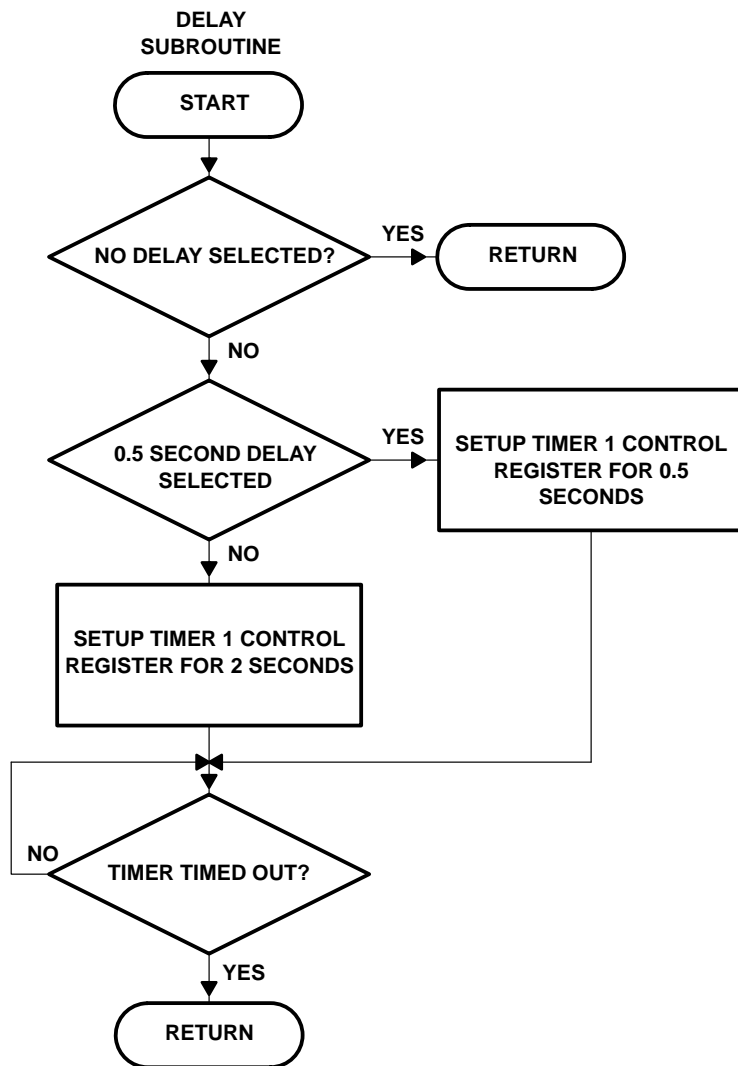 DELAY
SUBROUTINE
START
NO DELAY SELECTED?
YES
RETURN
NO
0.5 SECOND DELAY
SELECTED
YES
SETUP TIMER 1 CONTROL
REGISTER FOR 0.5
SECONDS
NO
SETUP TIMER 1 CONTROL
REGISTER FOR 2 SECONDS
NO
TIMER TIMED OUT?
YES
RETURN